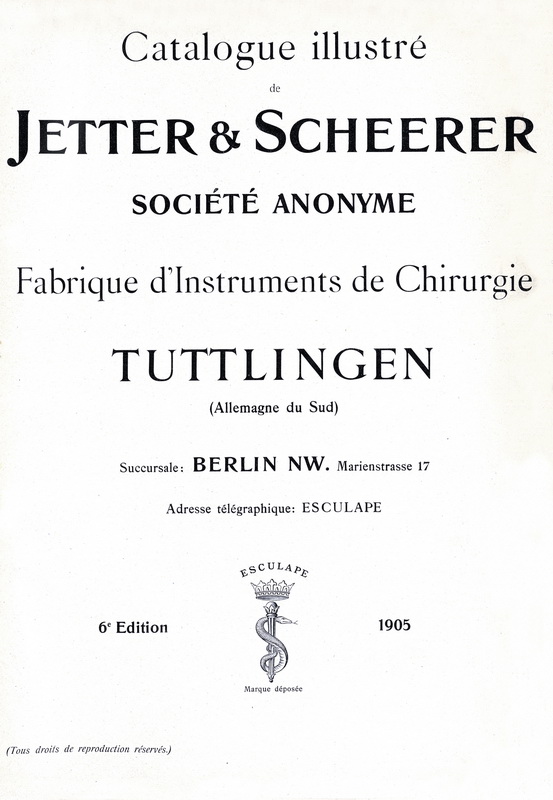 Catalogue illustré
de
JETTER & SCHEERER
SOCIÉTÉ ANONYME
Fabrique d'Instruments de Chirurgie
TUTTLINGEN
(Allemagne du Sud)
Succursale: BERLIN NW. Marienstrasse 17
Adresse télégraphique: ESCULAPE
ESCULAPE
6e Edition
1905
Marque déposée
(Tous droits de reproduction réservés.)